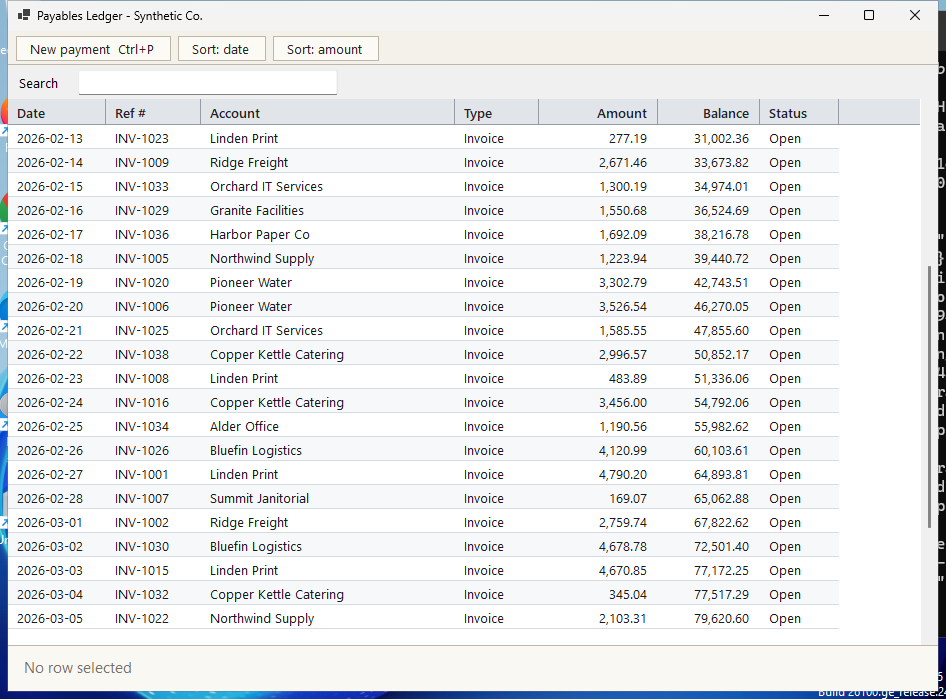 Payables Ledger - Synthetic Co.
New payment Ctrl+P Sort: date Sort: amount
Search
Date Ref # Account Type Amount Balance Status
2026-02-13 INV-1023 Linden Print Invoice 277.19 31,002.36 Open
2026-02-14 INV-1009 Ridge Freight Invoice 2,671.46 33,673.82 Open
2026-02-15 INV-1033 Orchard IT Services Invoice 1,300.19 34,974.01 Open
2026-02-16 INV-1029 Granite Facilities Invoice 1,550.68 36,524.69 Open
2026-02-17 INV-1036 Harbor Paper Co Invoice 1,692.09 38,216.78 Open
2026-02-18 INV-1005 Northwind Supply Invoice 1,223.94 39,440.72 Open
2026-02-19 INV-1020 Pioneer Water Invoice 3,302.79 42,743.51 Open
2026-02-20 INV-1006 Pioneer Water Invoice 3,526.54 46,270.05 Open
2026-02-21 INV-1025 Orchard IT Services Invoice 1,585.55 47,855.60 Open
2026-02-22 INV-1038 Copper Kettle Catering Invoice 2,996.57 50,852.17 Open
2026-02-23 INV-1008 Linden Print Invoice 483.89 51,336.06 Open
2026-02-24 INV-1016 Copper Kettle Catering Invoice 3,456.00 54,792.06 Open
2026-02-25 INV-1034 Alder Office Invoice 1,190.56 55,982.62 Open
2026-02-26 INV-1026 Bluefin Logistics Invoice 4,120.99 60,103.61 Open
2026-02-27 INV-1001 Linden Print Invoice 4,790.20 64,893.81 Open
2026-02-28 INV-1007 Summit Janitorial Invoice 169.07 65,062.88 Open
2026-03-01 INV-1002 Ridge Freight Invoice 2,759.74 67,822.62 Open
2026-03-02 INV-1030 Bluefin Logistics Invoice 4,678.78 72,501.40 Open
2026-03-03 INV-1015 Linden Print Invoice 4,670.85 77,172.25 Open
2026-03-04 INV-1032 Copper Kettle Catering Invoice 345.04 77,517.29 Open
2026-03-05 INV-1022 Northwind Supply Invoice 2,103.31 79,620.60 Open
No row selected